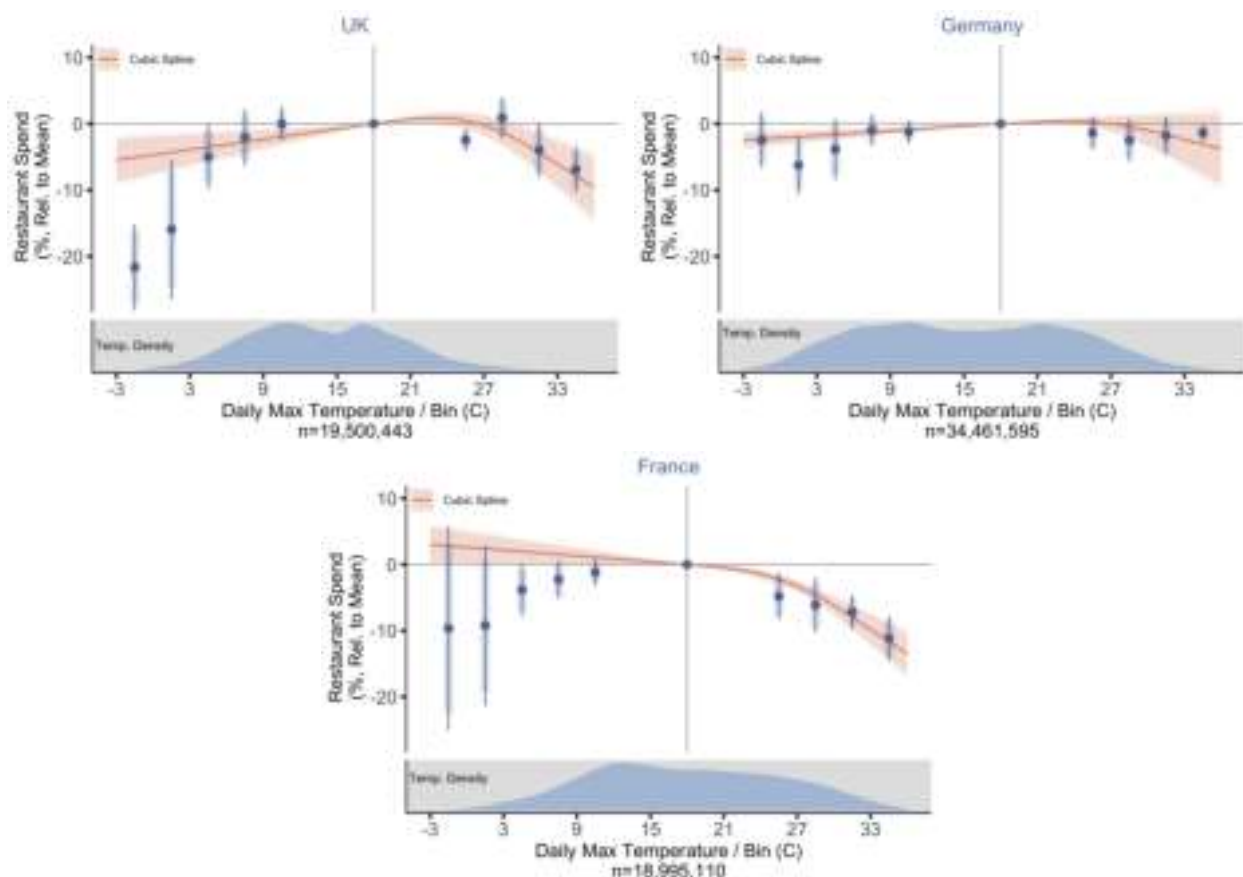 UK
Cubic Spline
10
0
-10
-20
Restaurant Spend
(%, Rel. to Mean)
Temp. Density
-3 3 9 15 21 27 33
Daily Max Temperature / Bin (C)
n=19,500,443
Germany
Cubic Spline
10
0
-10
-20
Restaurant Spend
(%, Rel. to Mean)
Temp. Density
-3 3 9 15 21 27 33
Daily Max Temperature / Bin (C)
n=34,461,595
France
Cubic Spline
10
0
-10
-20
Restaurant Spend
(%, Rel. to Mean)
Temp. Density
-3 3 9 15 21 27 33
Daily Max Temperature / Bin (C)
n=18,995,110